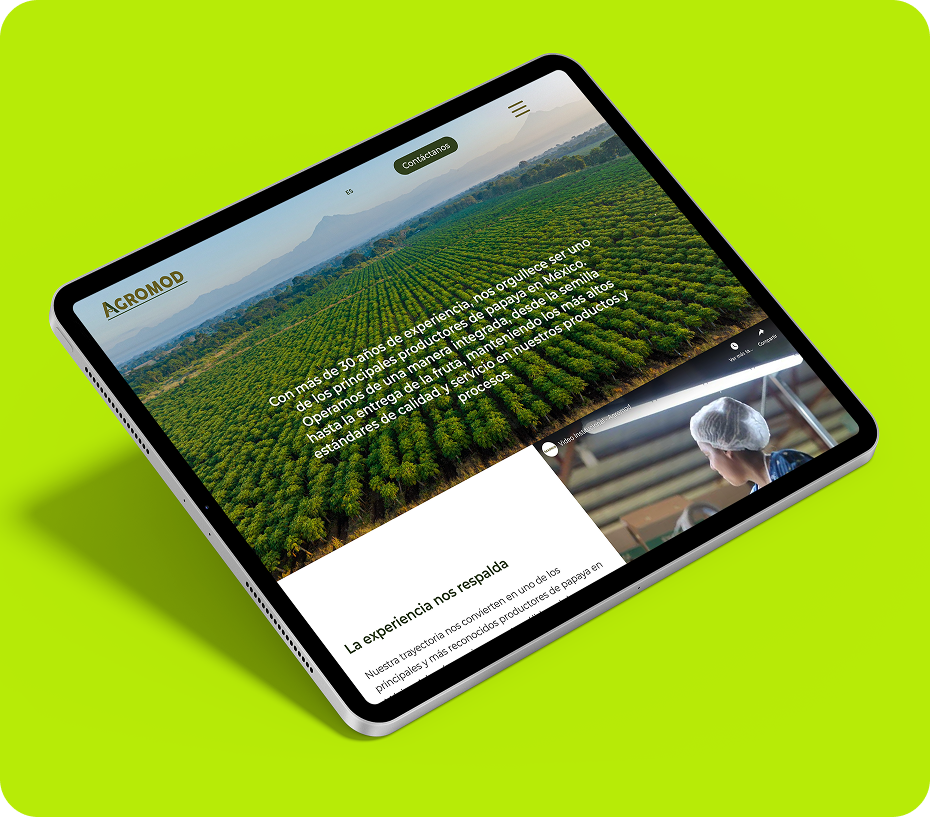 AGROMOD
ES
Contáctanos
Con más de 30 años de experiencia, nos orgullece ser uno
de los principales productores de papaya en México.
Operamos de una manera integrada, desde la semilla
hasta la entrega de la fruta, manteniendo los más altos
estándares de calidad y servicio en nuestros productos y
procesos.
Video Institucional Agromod
Ver más ta...
Compartir
La experiencia nos respalda
Nuestra trayectoria nos convierten en uno de los
principales y más reconocidos productores de papaya en